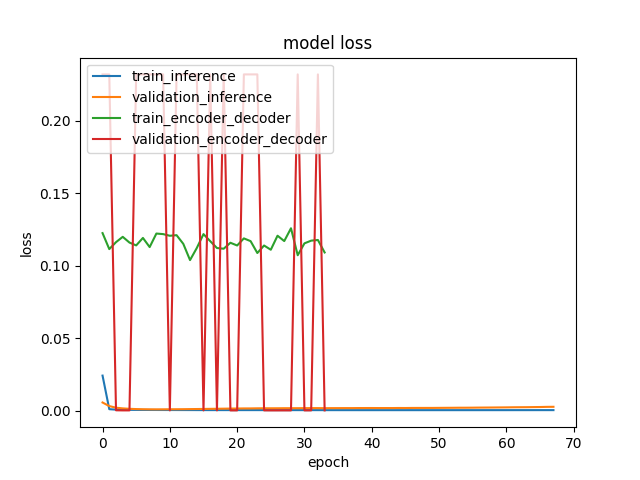 model loss
train_inference
validation_inference
train_encoder_decoder
validation_encoder_decoder
loss
0.20
0.15
0.10
0.05
0.00
0 10 20 30 40 50 60 70
epoch